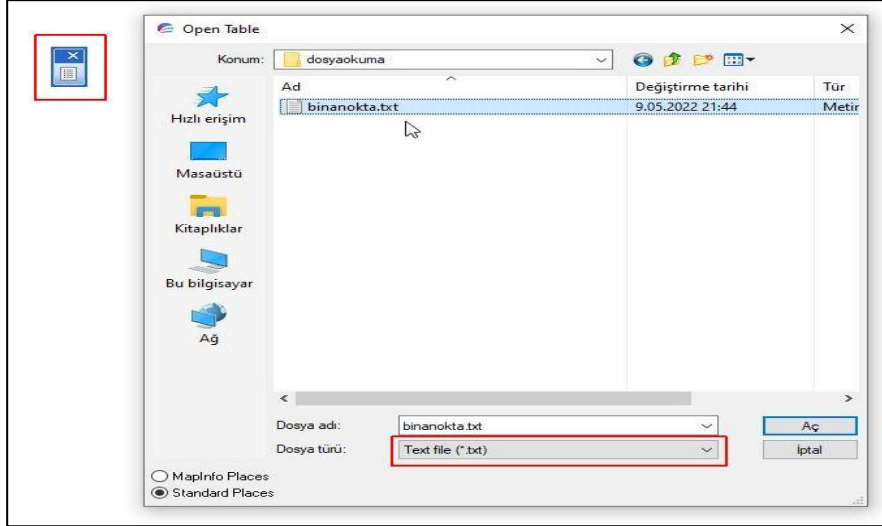 Open Table
Konum: dosyaokuma
Ad Değiştirme tarihi Tür
binanokta.txt 9.05.2022 21:44 Metir
Hızlı erişim
Masaüstü
Kitaplıklar
Bu bilgisayar
Ağ
Dosya adı: binanokta.txt Aç
Dosya türü: Text file (*.txt) İptal
MapInfo Places
Standard Places